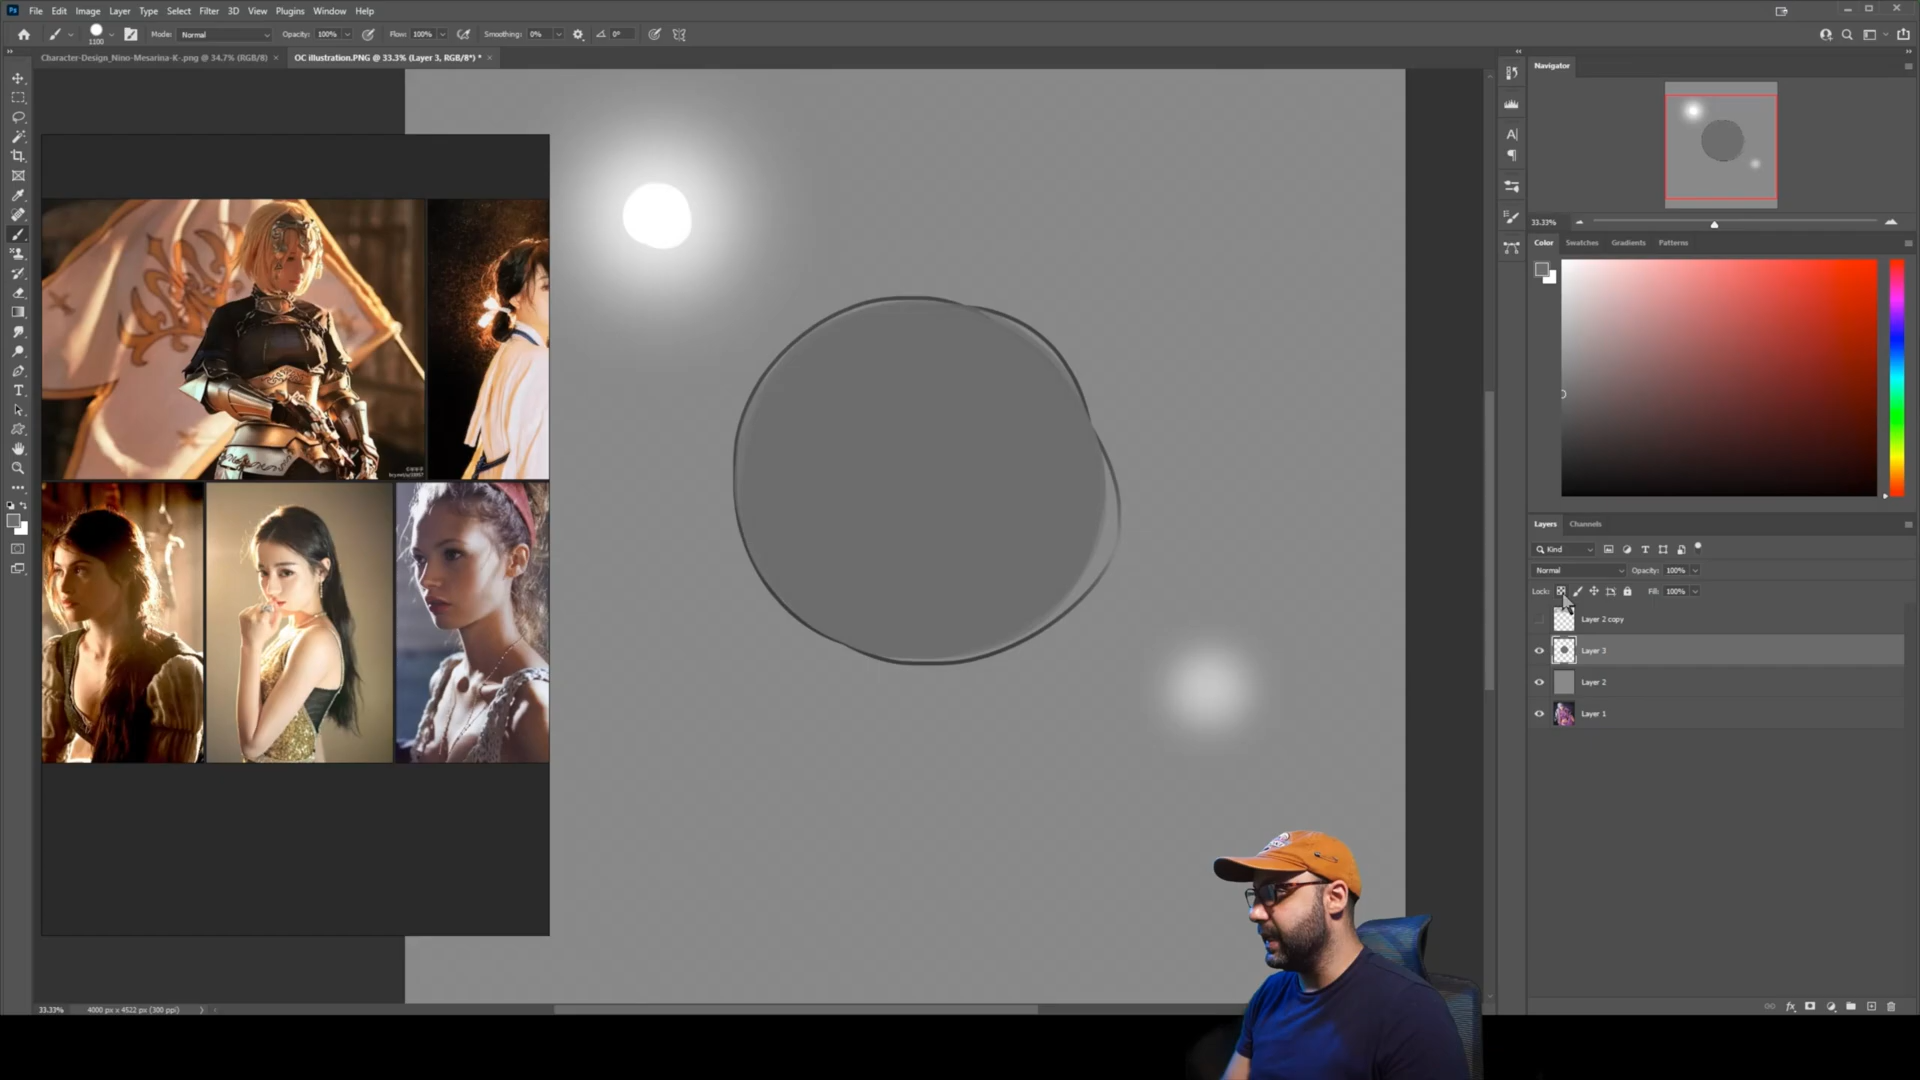 Ps File Edit Image Layer Type Select Filter 3D View Plugins Window Help
1100 Mode: Normal Opacity: 100% Flow: 100% Smoothing: 0% 0°
Character-Design_Nino-Mesarina-K-.png @ 34.7% (RGB/8) × OC illustration.PNG @ 33.3% (Layer 3, RGB/8*) * ×
Navigator
33.33%
Color Swatches Gradients Patterns
Layers Channels
Kind
Normal Opacity: 100%
Lock: Fill: 100%
Layer 2 copy
Layer 3
Layer 2
Layer 1
33.33% 4000 px x 4522 px (300 ppi)